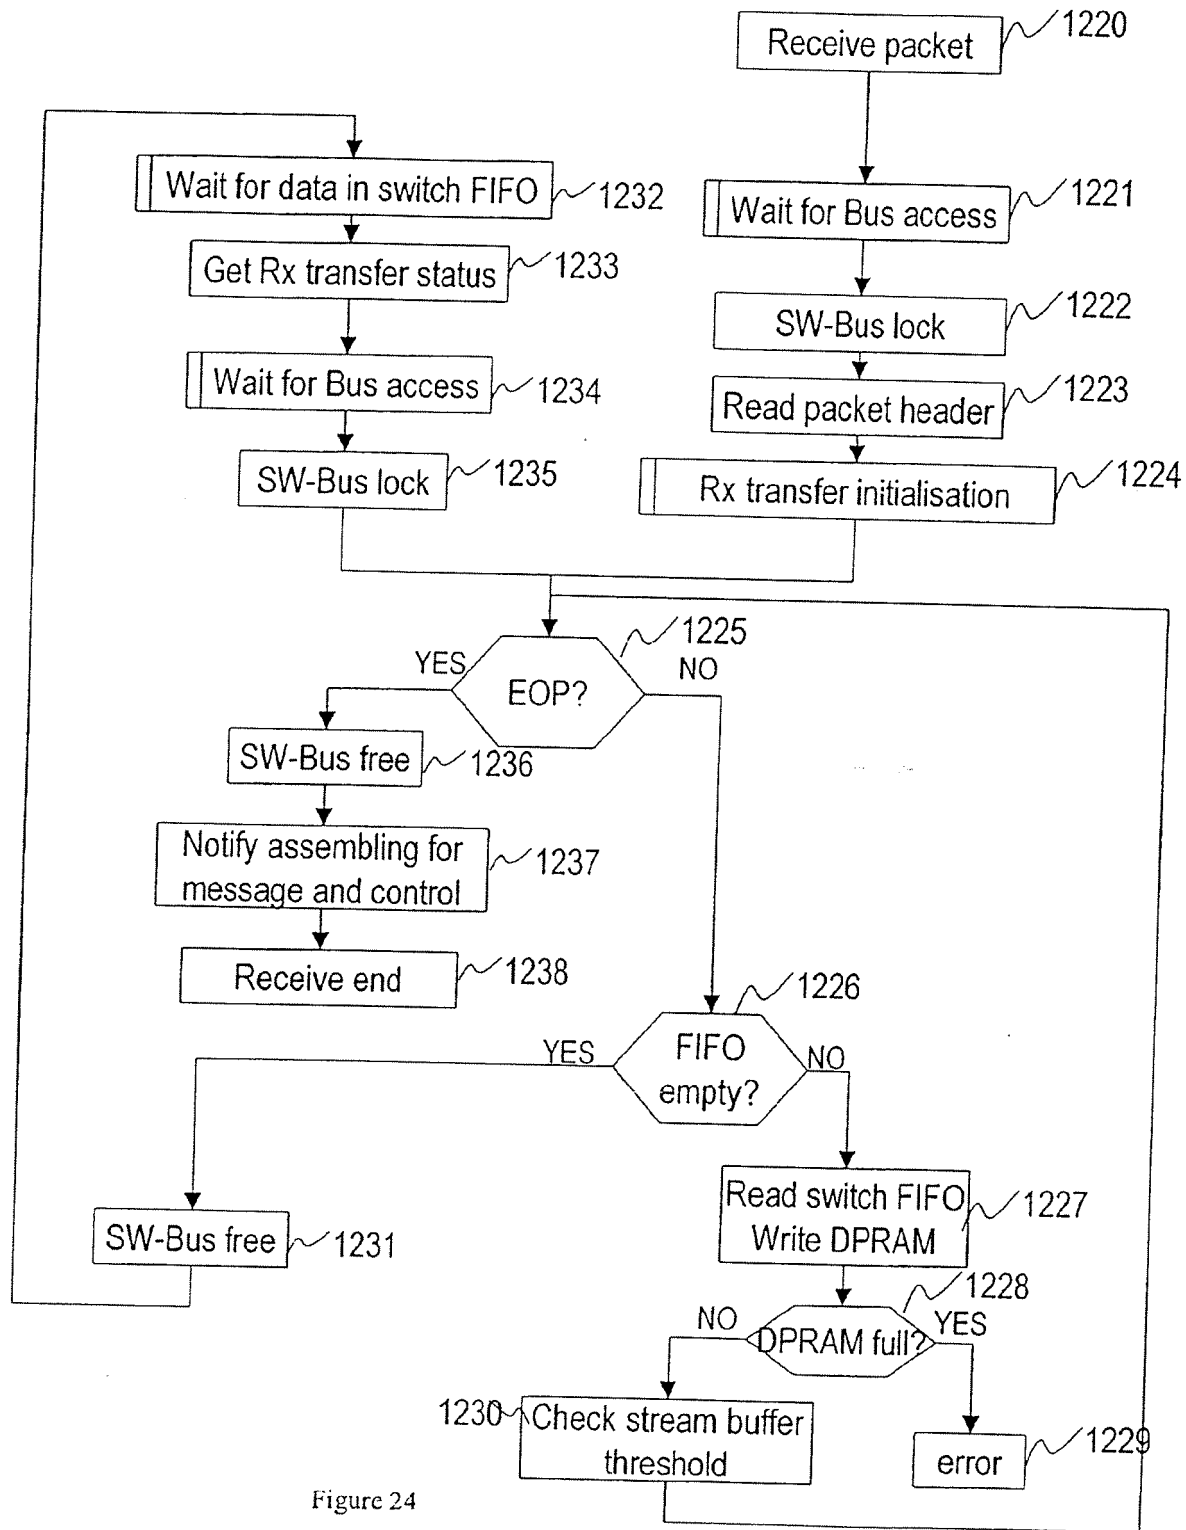 Receive packet
1220
Wait for data in switch FIFO
1232
Wait for Bus access
1221
Get Rx transfer status
1233
SW-Bus lock
1222
Wait for Bus access
1234
Read packet header
1223
SW-Bus lock
1235
Rx transfer initialisation
1224
1225
YES
NO
EOP?
SW-Bus free
1236
Notify assembling for
message and control
1237
Receive end
1238
1226
YES
FIFO
empty?
NO
Read switch FIFO
Write DPRAM
1227
SW-Bus free
1231
1228
NO
DPRAM full?
YES
1230
Check stream buffer
threshold
error
1229
Figure 24